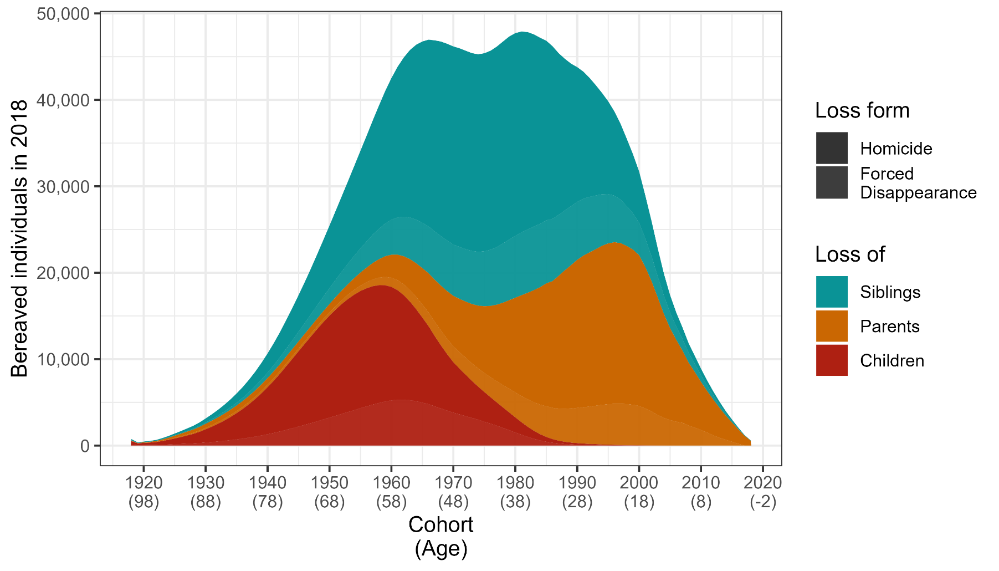 Bereaved individuals in 2018
50,000
40,000
30,000
20,000
10,000
0
1920 1930 1940 1950 1960 1970 1980 1990 2000 2010 2020
(98) (88) (78) (68) (58) (48) (38) (28) (18) (8) (-2)
Cohort
(Age)
Loss form
Homicide
Forced
Disappearance
Loss of
Siblings
Parents
Children